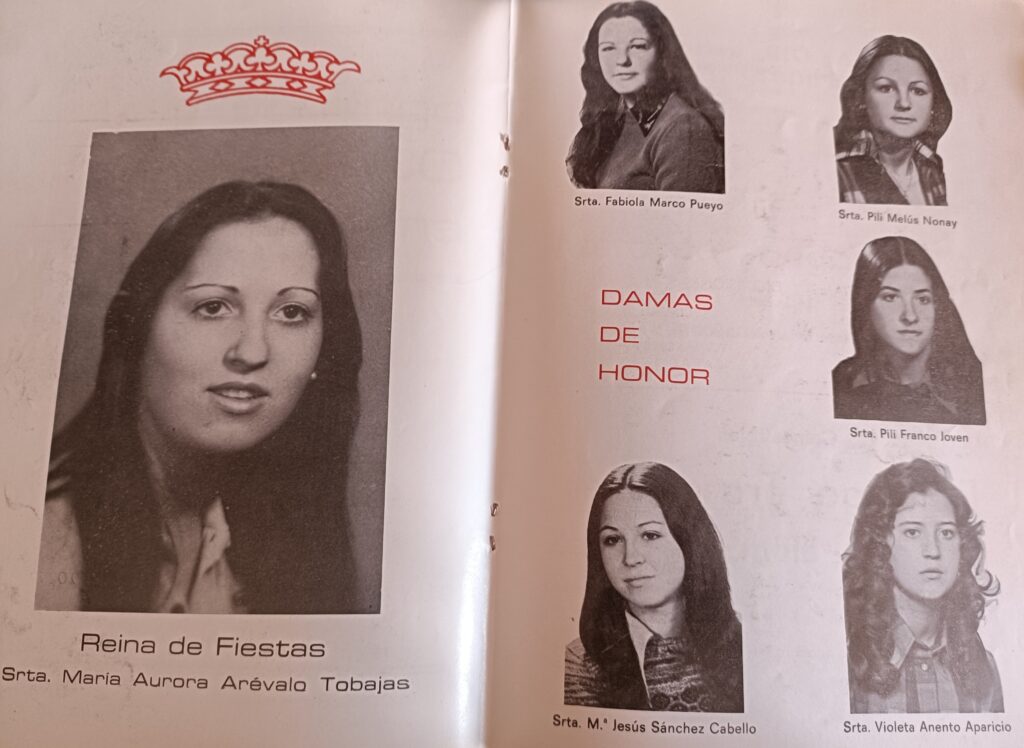 Reina de Fiestas
Srta. Maria Aurora Arévalo Tobajas
Srta. Fabiola Marco Pueyo
Srta. Pili Melús Nonay
DAMAS
DE
HONOR
Srta. Pili Franco Joven
Srta. M.ª Jesús Sánchez Cabello
Srta. Violeta Anento Aparicio